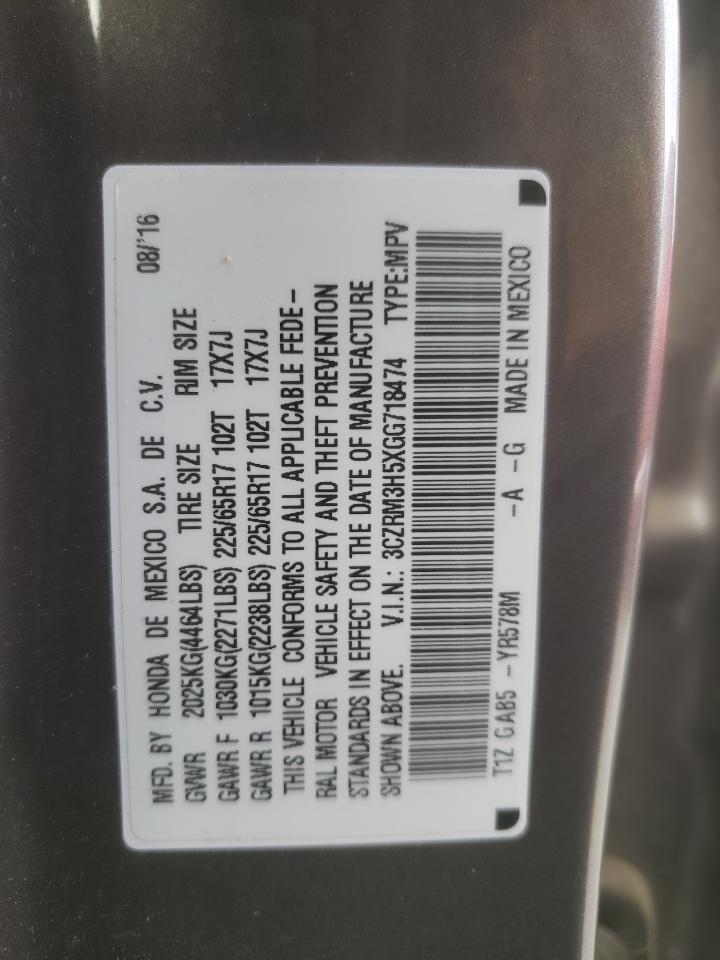 MFD. BY HONDA DE MEXICO S.A. DE C.V. 08/'16
GVWR 2025KG(4464LBS) TIRE SIZE RIM SIZE
GAWR F 1030KG(2271LBS) 225/65R17 102T 17X7J
GAWR R 1015KG(2238LBS) 225/65R17 102T 17X7J
THIS VEHICLE CONFORMS TO ALL APPLICABLE FEDE-
RAL MOTOR VEHICLE SAFETY AND THEFT PREVENTION
STANDARDS IN EFFECT ON THE DATE OF MANUFACTURE
SHOWN ABOVE. V.I.N.: 3CZRM3H5XGG718474 TYPE:MPV
T1Z GAB5 -YR578M -A -G MADE IN MEXICO